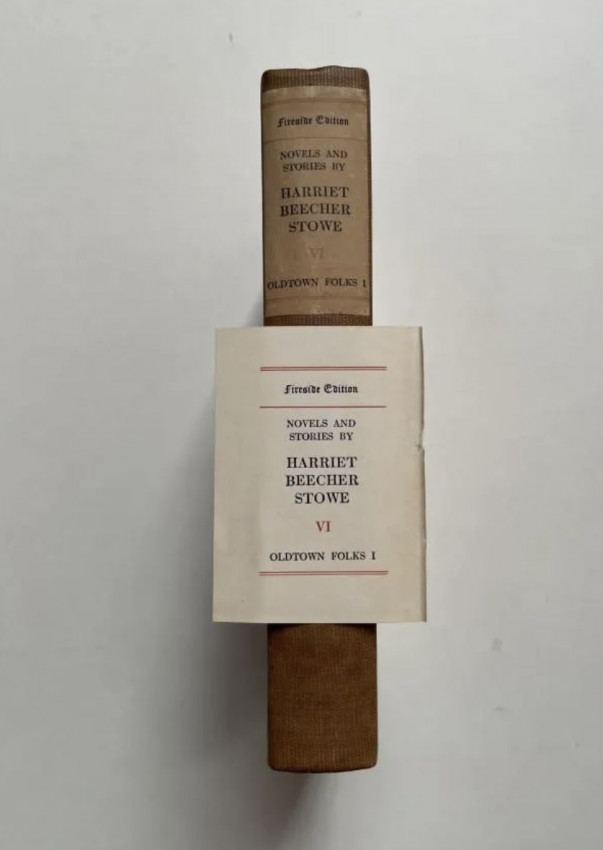 Fireside Edition
NOVELS AND
STORIES BY
HARRIET
BEECHER
STOWE
VI
OLDTOWN FOLKS I
Fireside Edition
NOVELS AND
STORIES BY
HARRIET
BEECHER
STOWE
VI
OLDTOWN FOLKS I